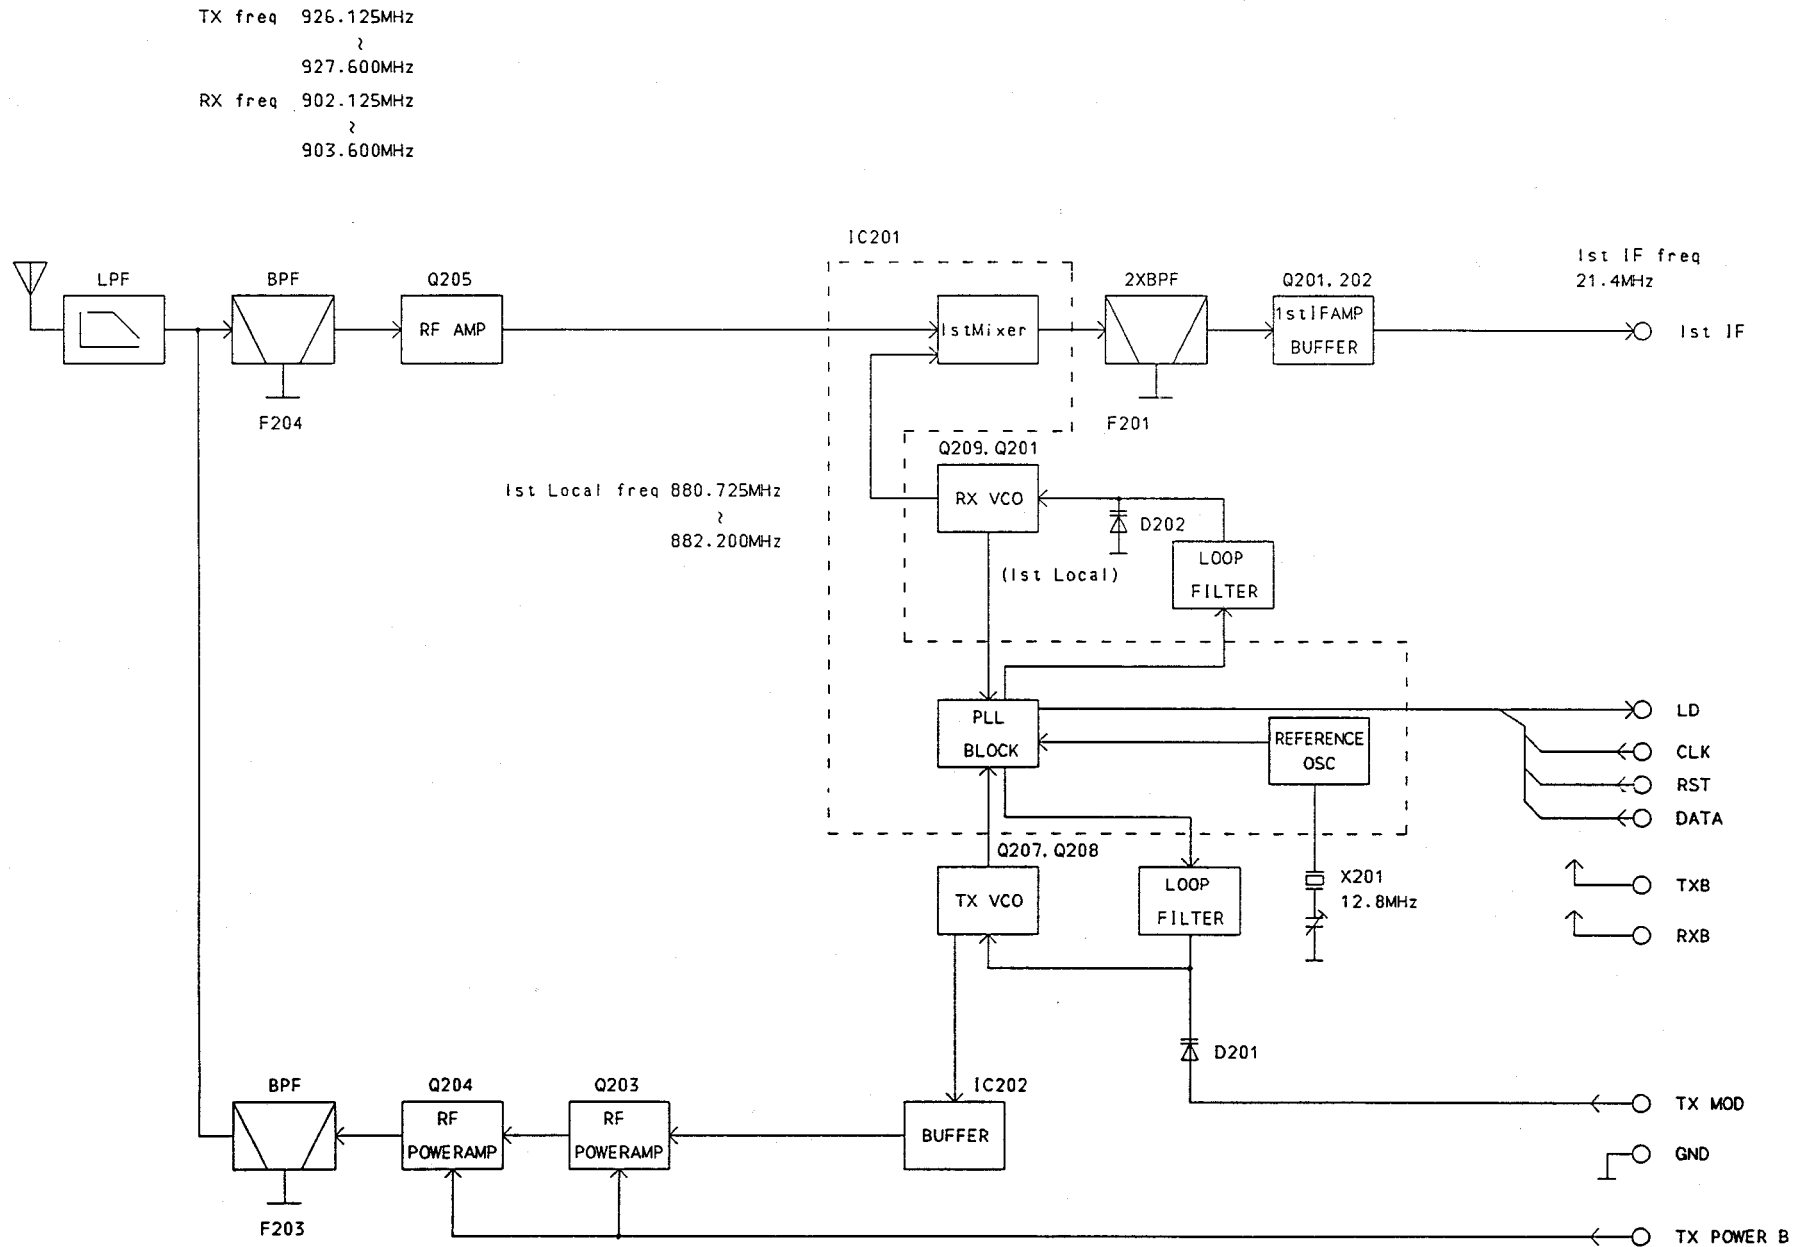 TX freq 926.125MHz
~
927.600MHz
RX freq 902.125MHz
~
903.600MHz
IC201
1st IF freq
21.4MHz
LPF
BPF
Q205
2XBPF
Q201, 202
RF AMP
1stMixer
1stIFAMP
BUFFER
1st IF
F204
F201
Q209, Q201
1st Local freq 880.725MHz
~
882.200MHz
RX VCO
D202
LOOP
FILTER
(1st Local)
PLL
BLOCK
REFERENCE
OSC
LD
CLK
RST
DATA
Q207, Q208
TX VCO
LOOP
FILTER
X201
12.8MHz
TXB
RXB
D201
BPF
Q204
Q203
IC202
RF
POWERAMP
RF
POWERAMP
BUFFER
TX MOD
GND
F203
TX POWER B